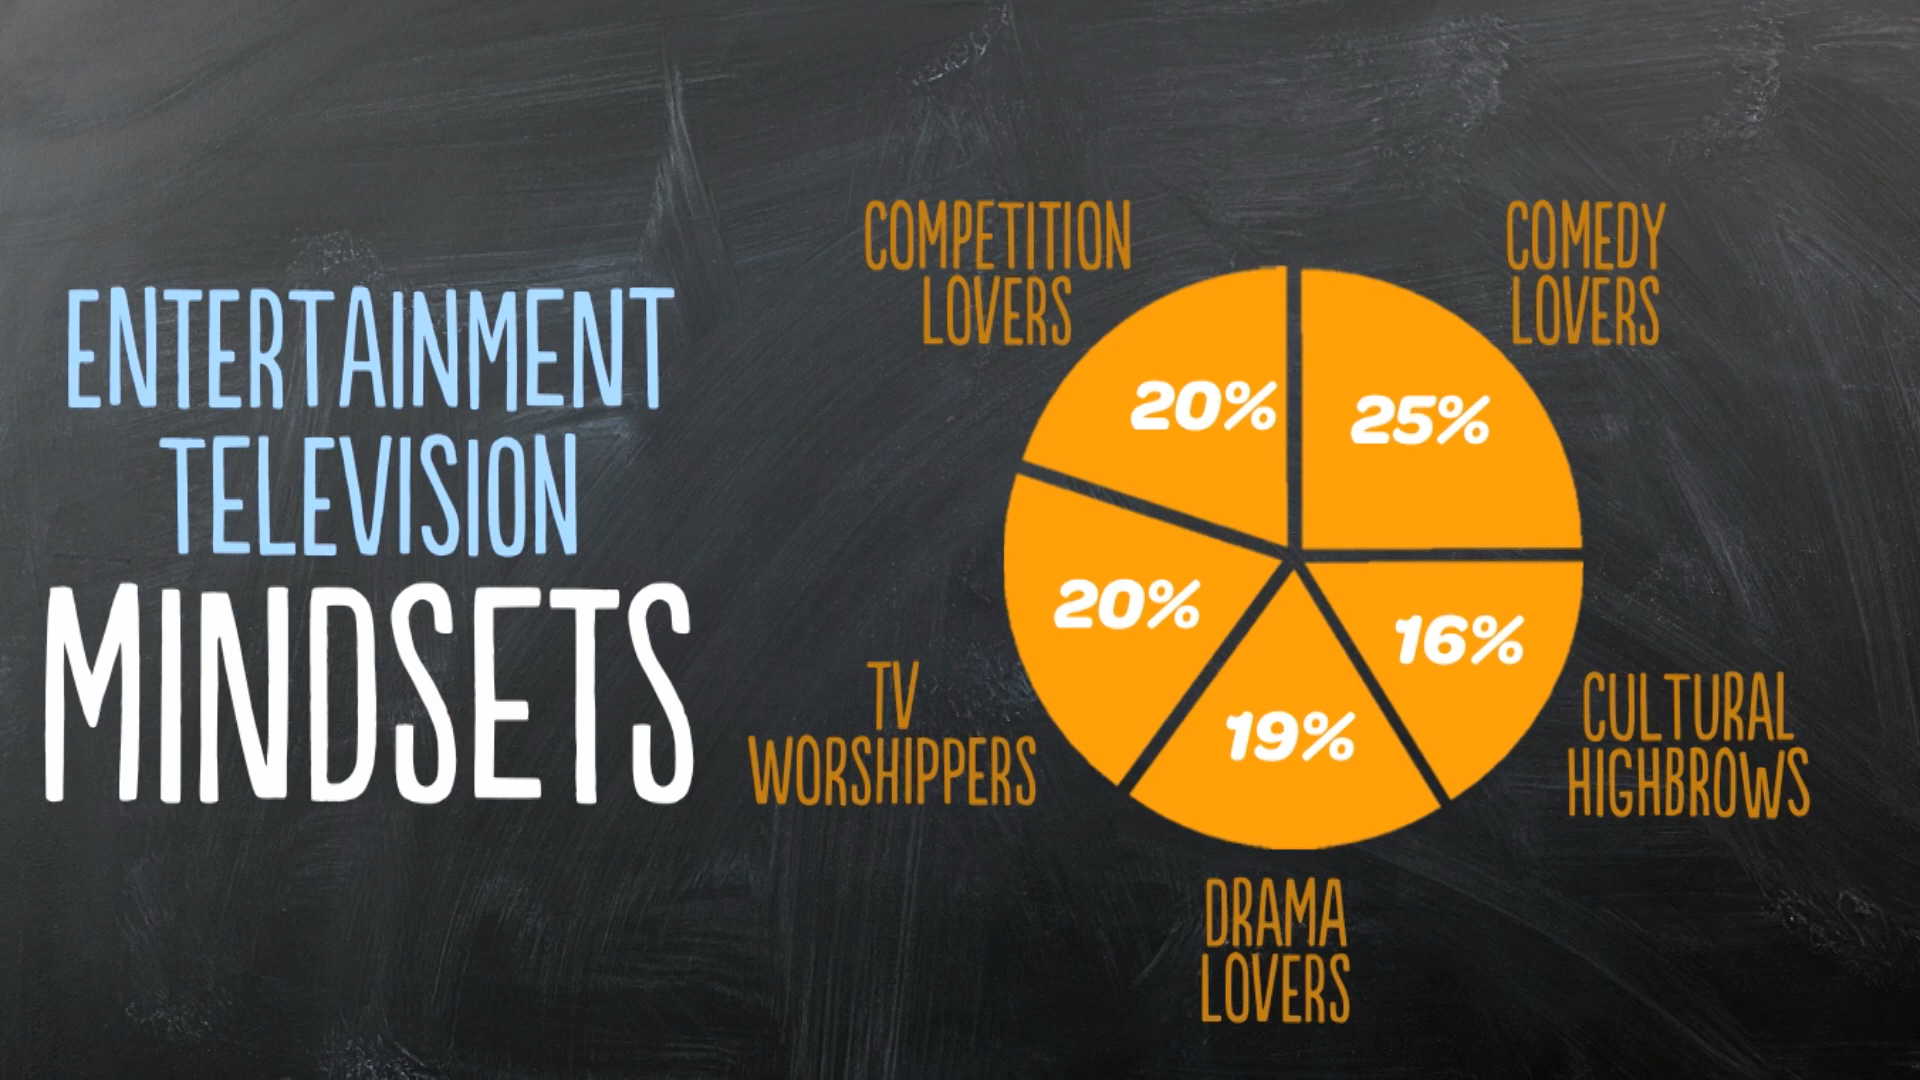 ENTERTAINMENT
TELEVISION
MINDSETS
COMPETITION
LOVERS
COMEDY
LOVERS
20%
25%
20%
16%
19%
TV
WORSHIPPERS
CULTURAL
HIGHBROWS
DRAMA
LOVERS